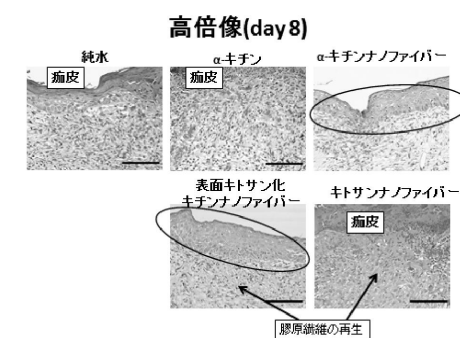 高倍像(day 8)
純水
α-キチン
α-キチンナノファイバー
痂皮
痂皮
表面キトサン化
キチンナノファイバー
キトサンナノファイバー
痂皮
膠原繊維の再生